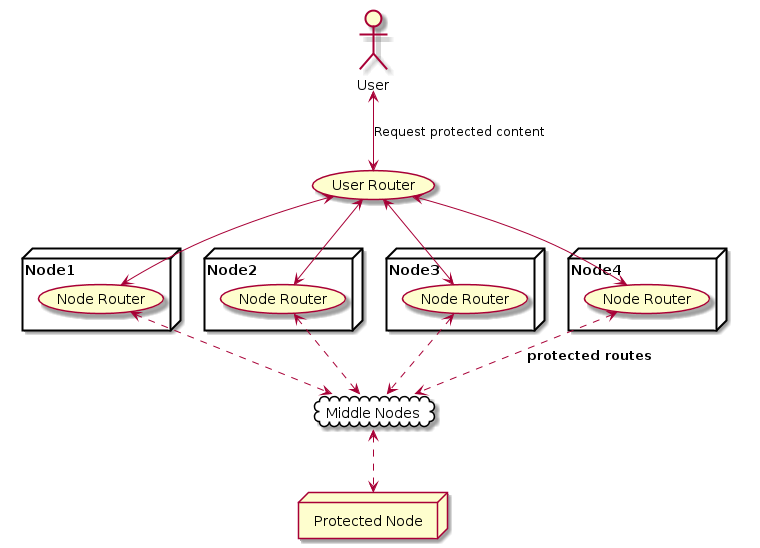 User
Request protected content
User Router
Node1
Node2
Node3
Node4
Node Router
Node Router
Node Router
Node Router
protected routes
Middle Nodes
Protected Node